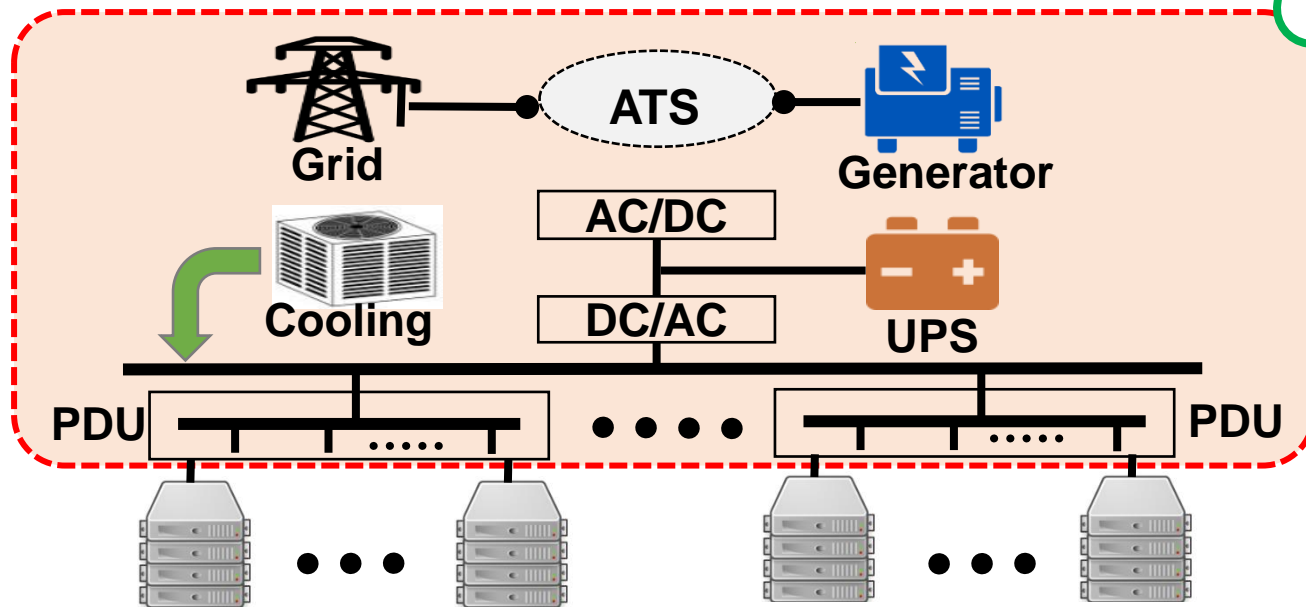 ATS
Grid
Generator
AC/DC
Cooling
DC/AC
UPS
PDU
PDU